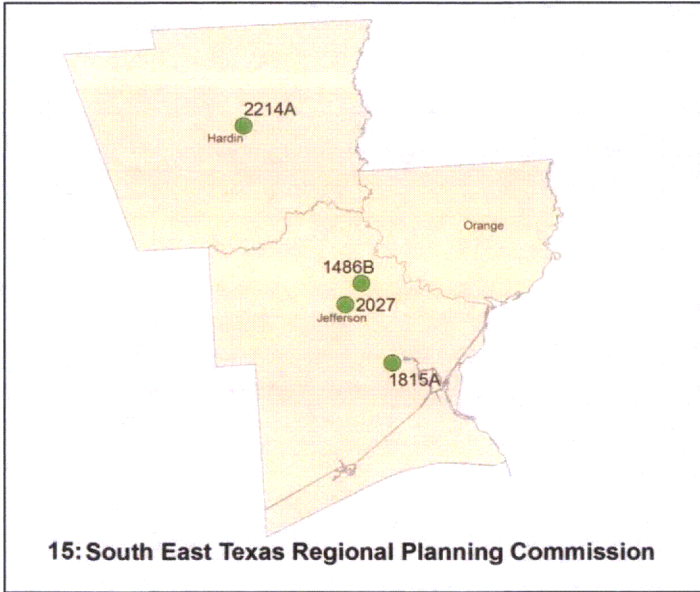 2214A
Hardin
Orange
1486B
2027
Jefferson
1815A
15: South East Texas Regional Planning Commission